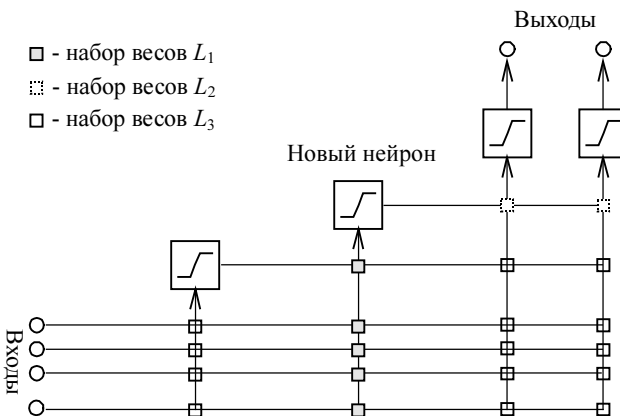 Выходы
- набор весов L1
- набор весов L2
- набор весов L3
Новый нейрон
Входы